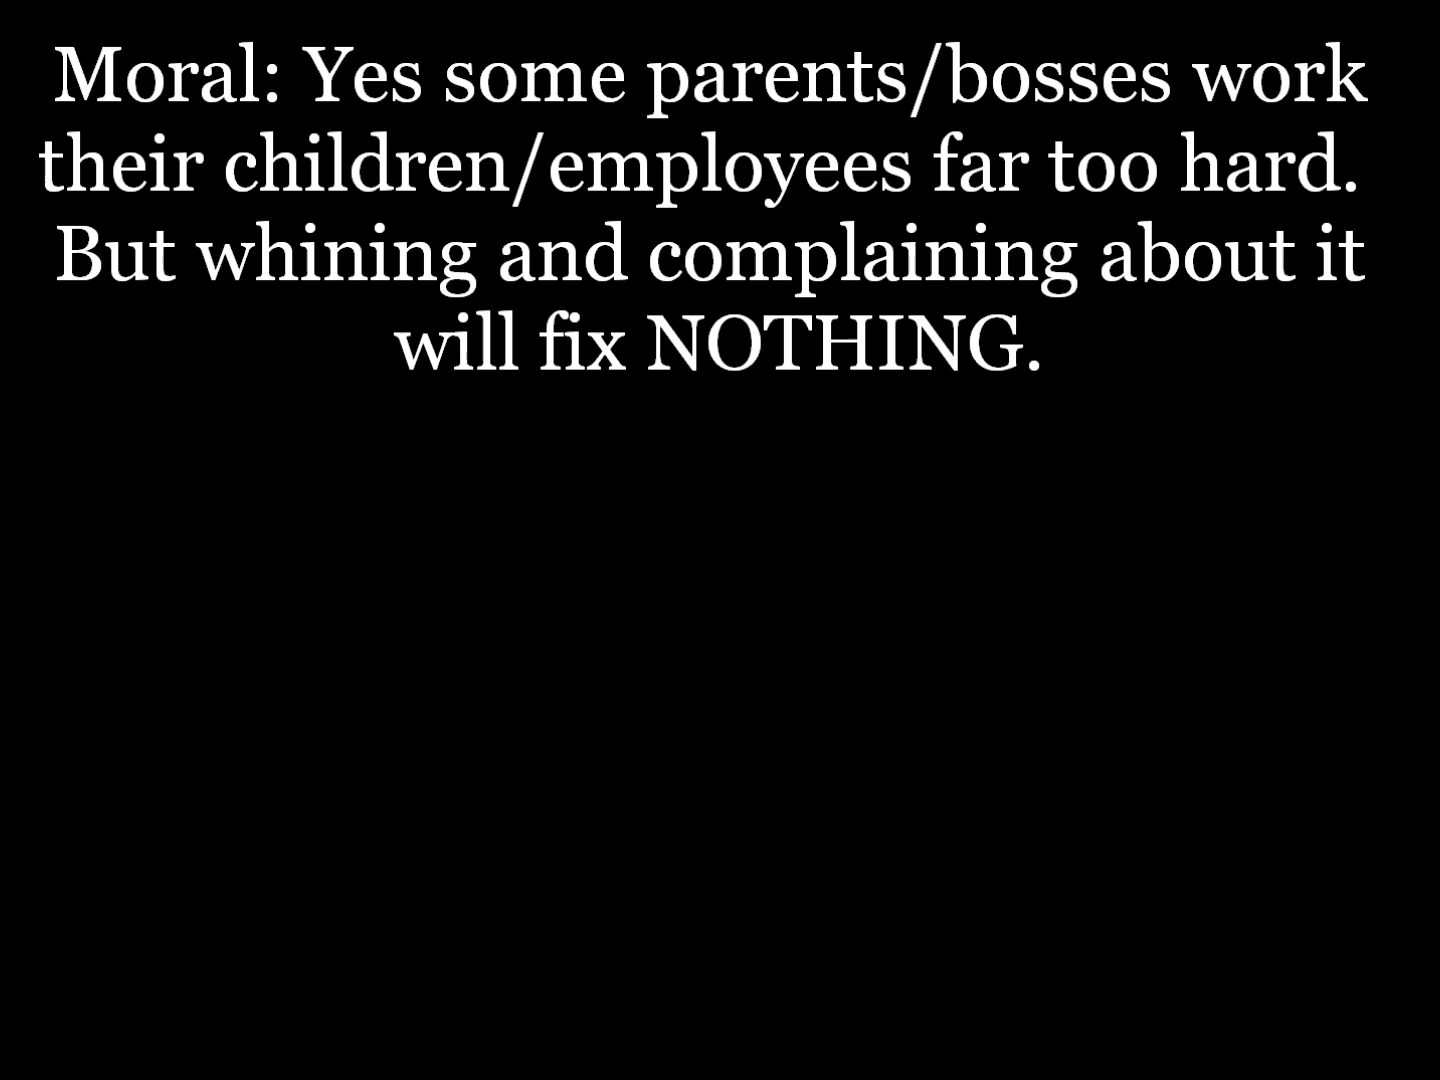 Moral: Yes some parents/bosses work
their children/employees far too hard.
But whining and complaining about it
will fix NOTHING.